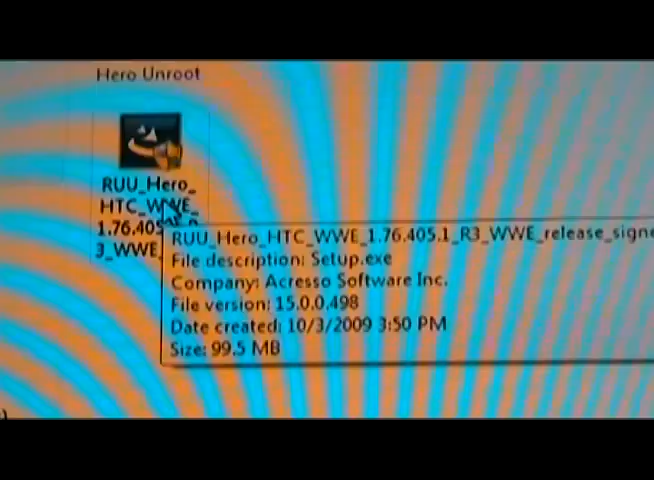 Hero Unroot
RUU_Hero_
HTC_WWE_
1.76.405
3_WWE
RUU_Hero_HTC_WWE_1.76.405.1_R3_WWE_release_signe
File description: Setup.exe
Company: Acresso Software Inc.
File version: 15.0.0.498
Date created: 10/3/2009 3:50 PM
Size: 99.5 MB